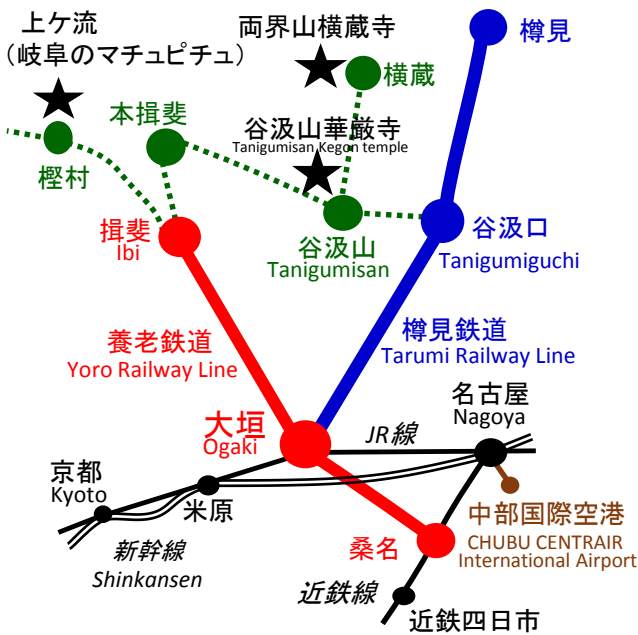 上ケ流
（岐阜のマチュピチュ）
両界山横蔵寺
樽見
横蔵
本揖斐
谷汲山華厳寺
Tanigumisan Kegon temple
樫村
揖斐
Ibi
谷汲山
Tanigumisan
谷汲口
Tanigumiguchi
養老鉄道
Yoro Railway Line
樽見鉄道
Tarumi Railway Line
大垣
Ogaki
JR線
名古屋
Nagoya
京都
Kyoto
米原
新幹線
Shinkansen
桑名
中部国際空港
CHUBU CENTRAIR
International Airport
近鉄線
近鉄四日市